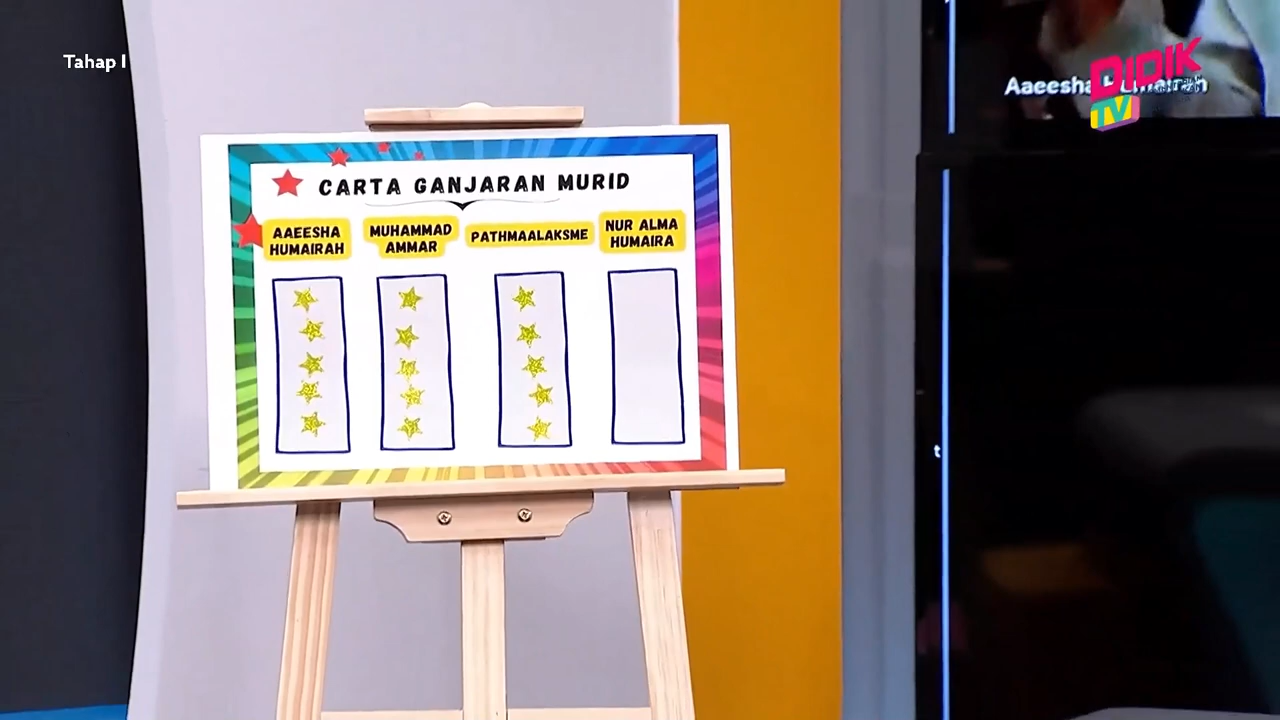 Tahap I
DIDIK
TV
CARTA GANJARAN MURID
AAEESHA
HUMAIRAH
MUHAMMAD
AMMAR
PATHMAALAKSME
NUR ALMA
HUMAIRA
t